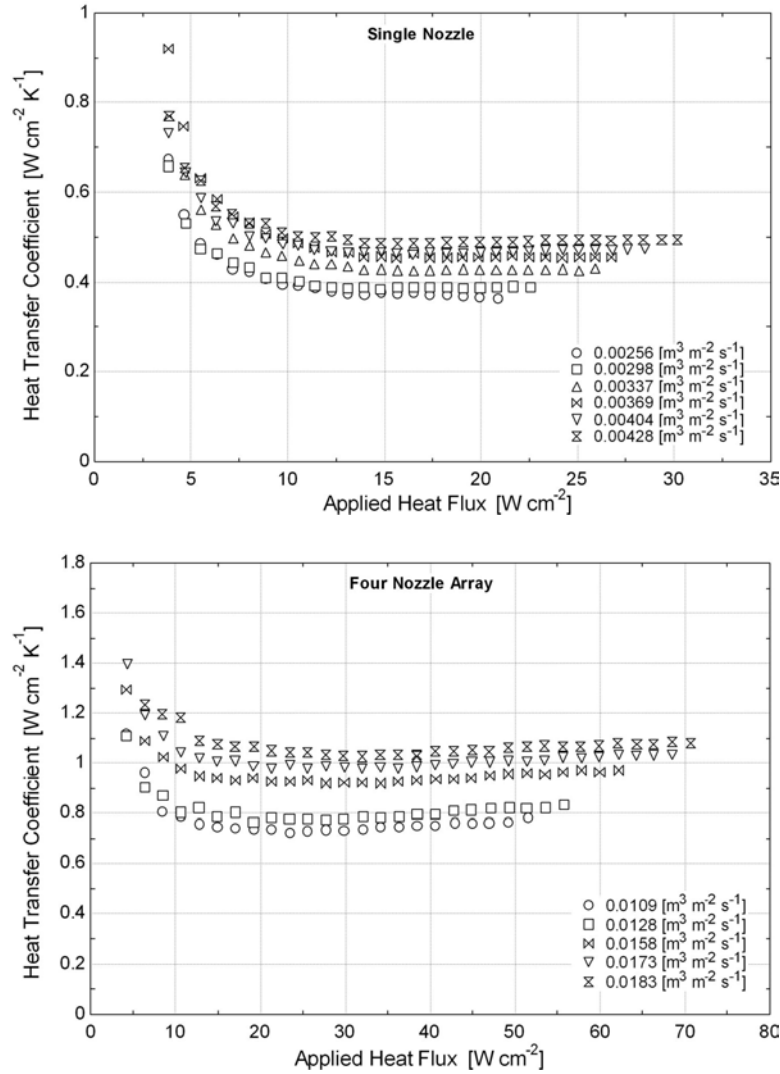 Single Nozzle
Heat Transfer Coefficient [W cm⁻² K⁻¹]
1
0.8
0.6
0.4
0.2
0
0.00256 [m³ m⁻² s⁻¹]
0.00298 [m³ m⁻² s⁻¹]
0.00337 [m³ m⁻² s⁻¹]
0.00369 [m³ m⁻² s⁻¹]
0.00404 [m³ m⁻² s⁻¹]
0.00428 [m³ m⁻² s⁻¹]
0 5 10 15 20 25 30 35
Applied Heat Flux [W cm⁻²]
Four Nozzle Array
Heat Transfer Coefficient [W cm⁻² K⁻¹]
1.8
1.6
1.4
1.2
1
0.8
0.6
0.4
0.2
0
0.0109 [m³ m⁻² s⁻¹]
0.0128 [m³ m⁻² s⁻¹]
0.0158 [m³ m⁻² s⁻¹]
0.0173 [m³ m⁻² s⁻¹]
0.0183 [m³ m⁻² s⁻¹]
0 10 20 30 40 50 60 70 80
Applied Heat Flux [W cm⁻²]